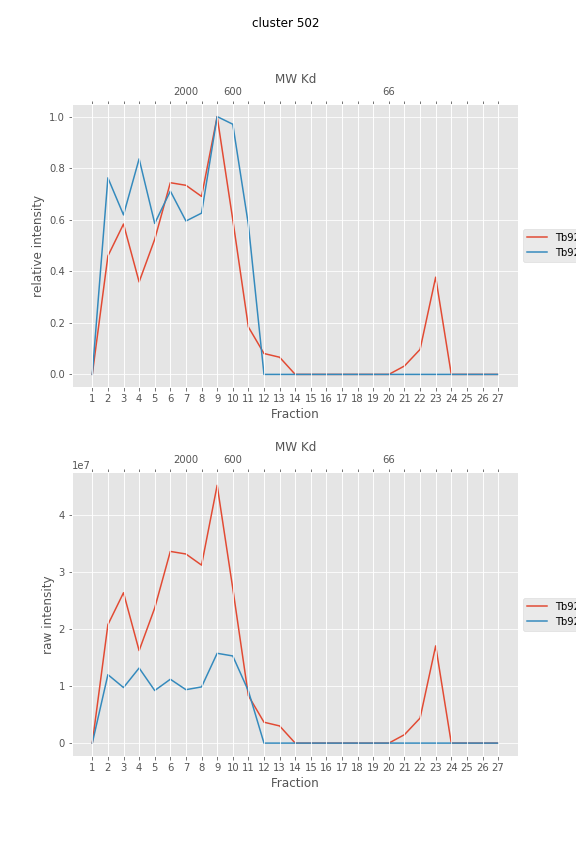 cluster 502
MW Kd
2000 600 66
1.0
0.8
0.6
0.4
0.2
0.0
relative intensity
Tb92
Tb92
1 2 3 4 5 6 7 8 9 10 11 12 13 14 15 16 17 18 19 20 21 22 23 24 25 26 27
Fraction
MW Kd
2000 600 66
1e7
4
3
2
1
0
raw intensity
Tb92
Tb92
1 2 3 4 5 6 7 8 9 10 11 12 13 14 15 16 17 18 19 20 21 22 23 24 25 26 27
Fraction